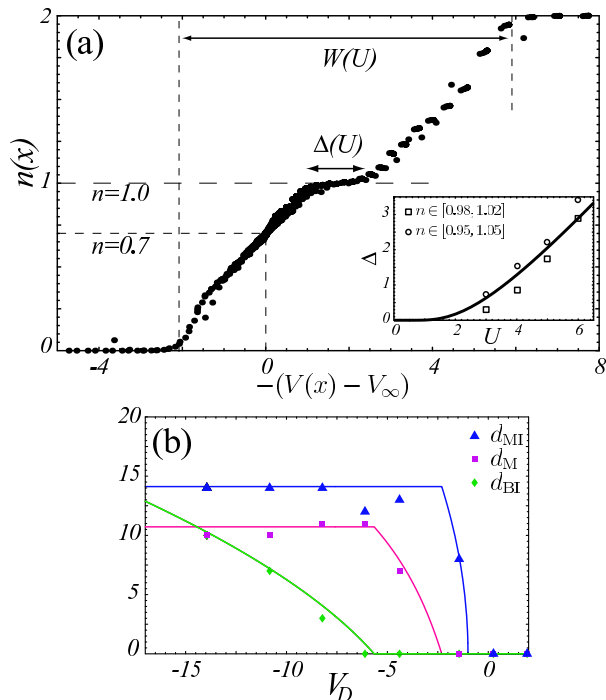 2
(a)
W(U)
n(x)
Δ(U)
1
n=1.0
n=0.7
3
n∈[0.98,1.02]
n∈[0.95,1.05]
2
Δ
1
0
2
4
6
U
0
-4
0
4
8
−(V(x) − V∞)
20
(b)
d_MI
d_M
d_BI
15
10
5
0
-15
-10
-5
0
V_D